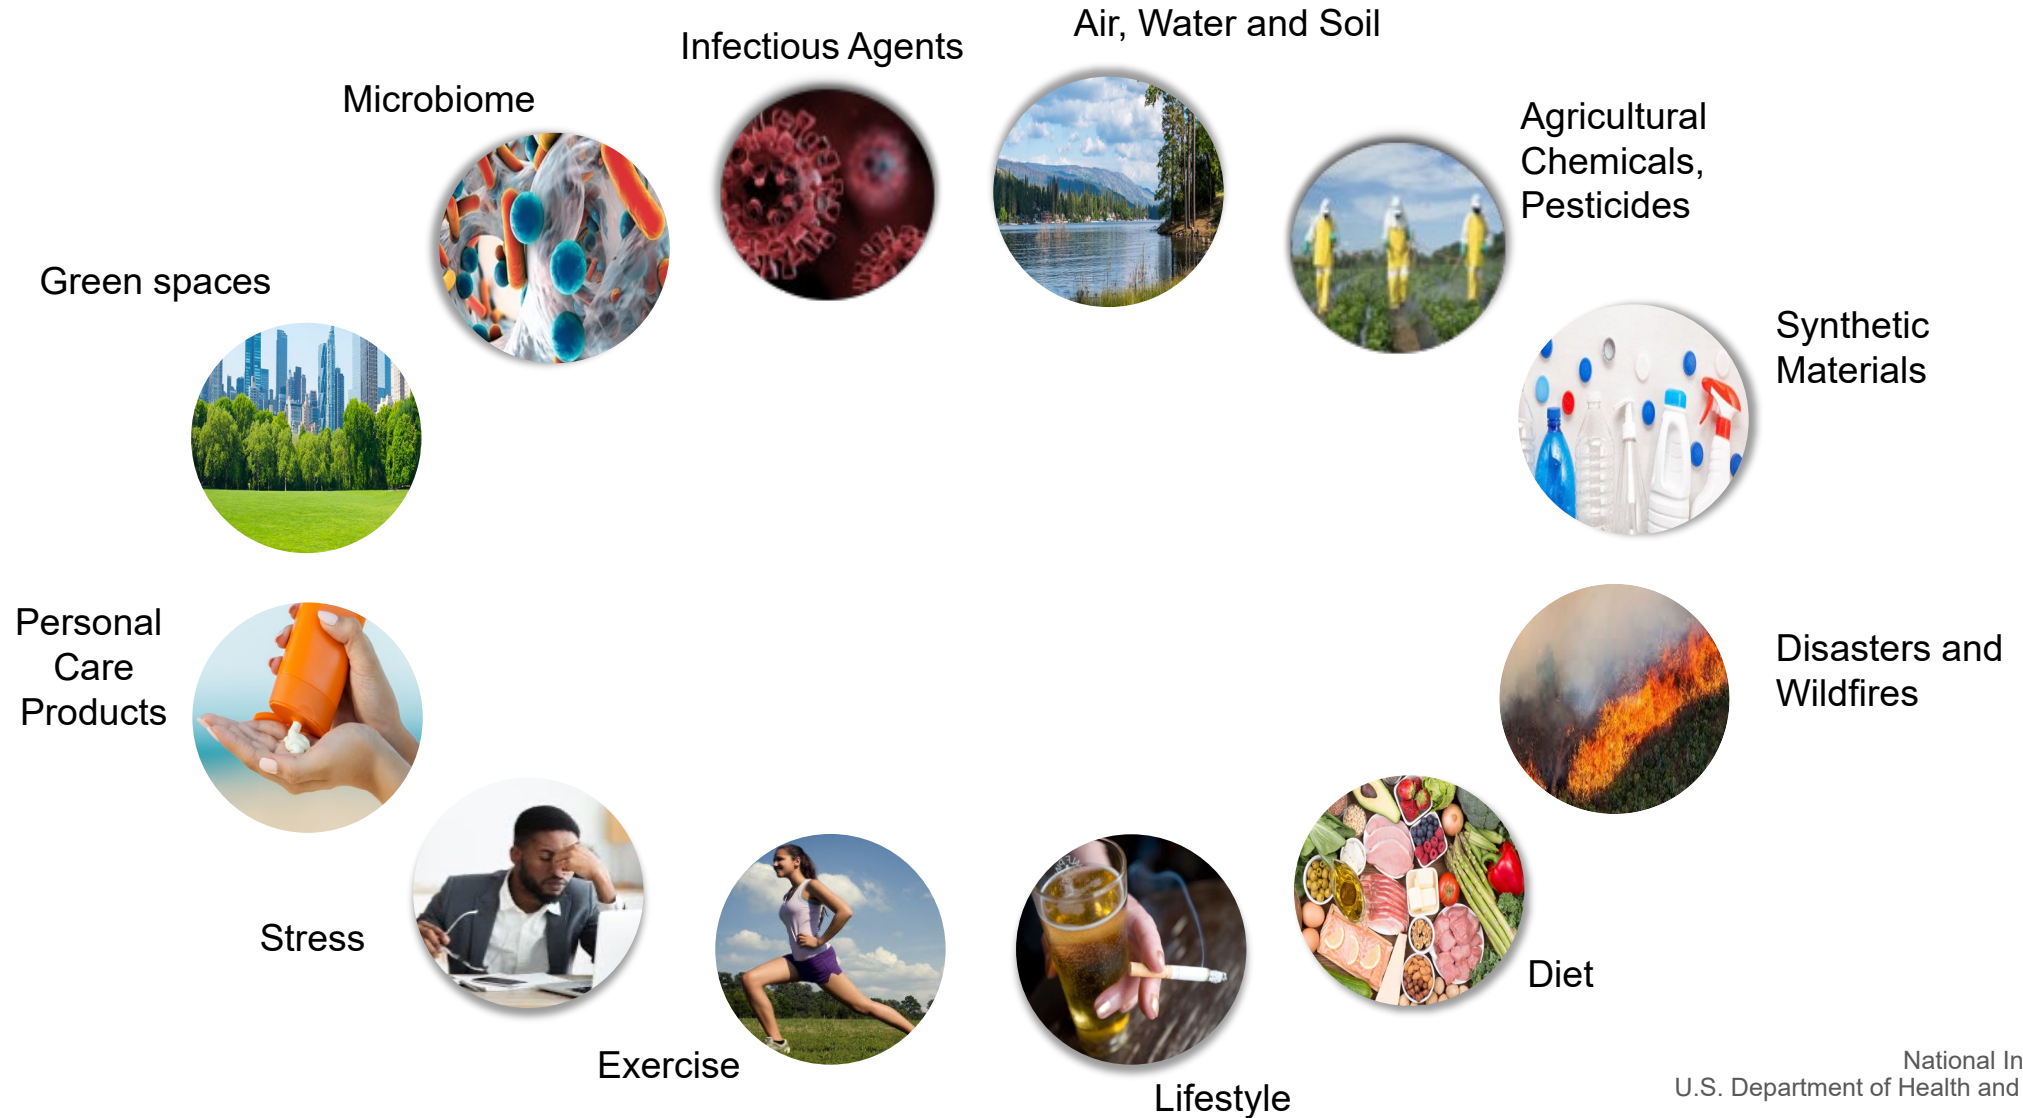 Air, Water and Soil
Infectious Agents
Microbiome
Agricultural
Chemicals,
Pesticides
Green spaces
Synthetic
Materials
Personal
Care
Products
Disasters and
Wildfires
Stress
Diet
Exercise
Lifestyle
National In
U.S. Department of Health and